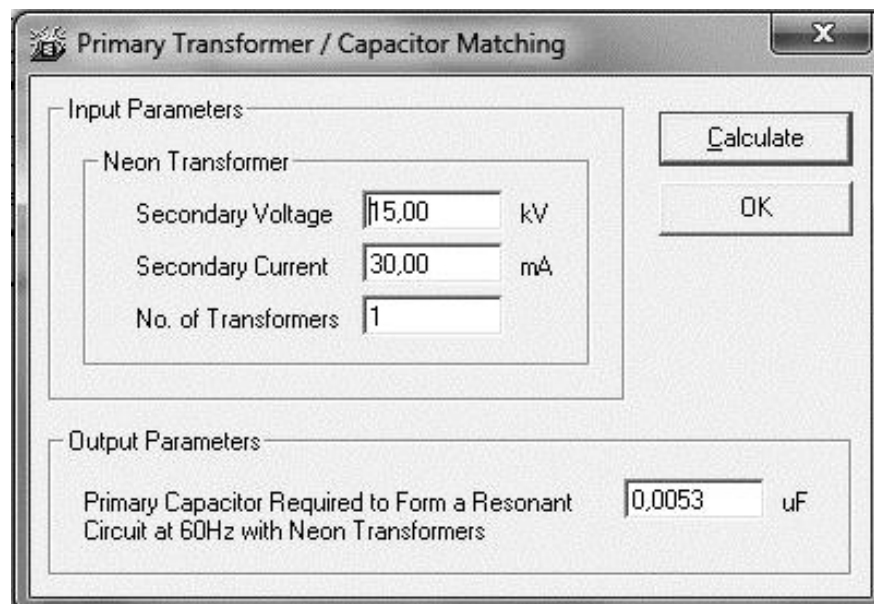 Primary Transformer / Capacitor Matching
X
Input Parameters
Neon Transformer
Secondary Voltage 15,00 kV
Secondary Current 30,00 mA
No. of Transformers 1
Calculate
OK
Output Parameters
Primary Capacitor Required to Form a Resonant 0,0053 uF
Circuit at 60Hz with Neon Transformers